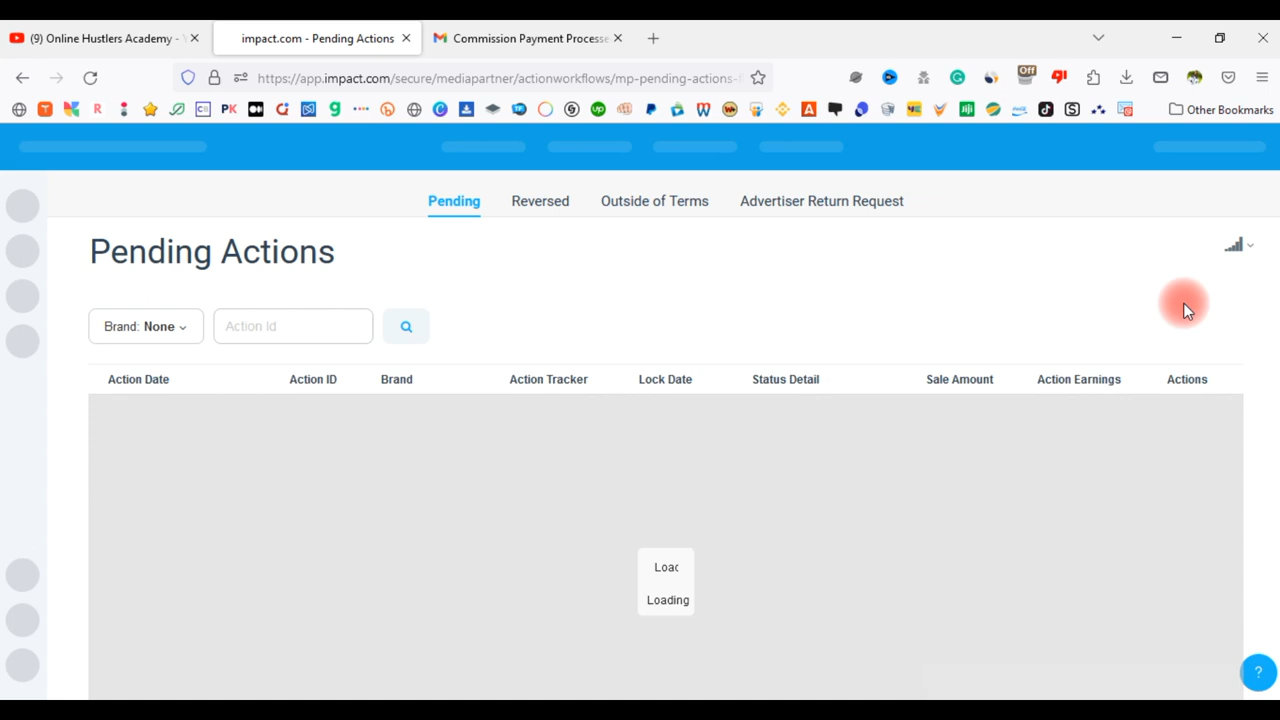 (9) Online Hustlers Academy -
impact.com - Pending Actions
Commission Payment Processe
https://app.impact.com/secure/mediapartner/actionworkflows/mp-pending-actions-
Off
Other Bookmarks
Pending
Reversed
Outside of Terms
Advertiser Return Request
Pending Actions
Brand: None
Action Id
Action Date
Action ID
Brand
Action Tracker
Lock Date
Status Detail
Sale Amount
Action Earnings
Actions
Loac
Loading
?